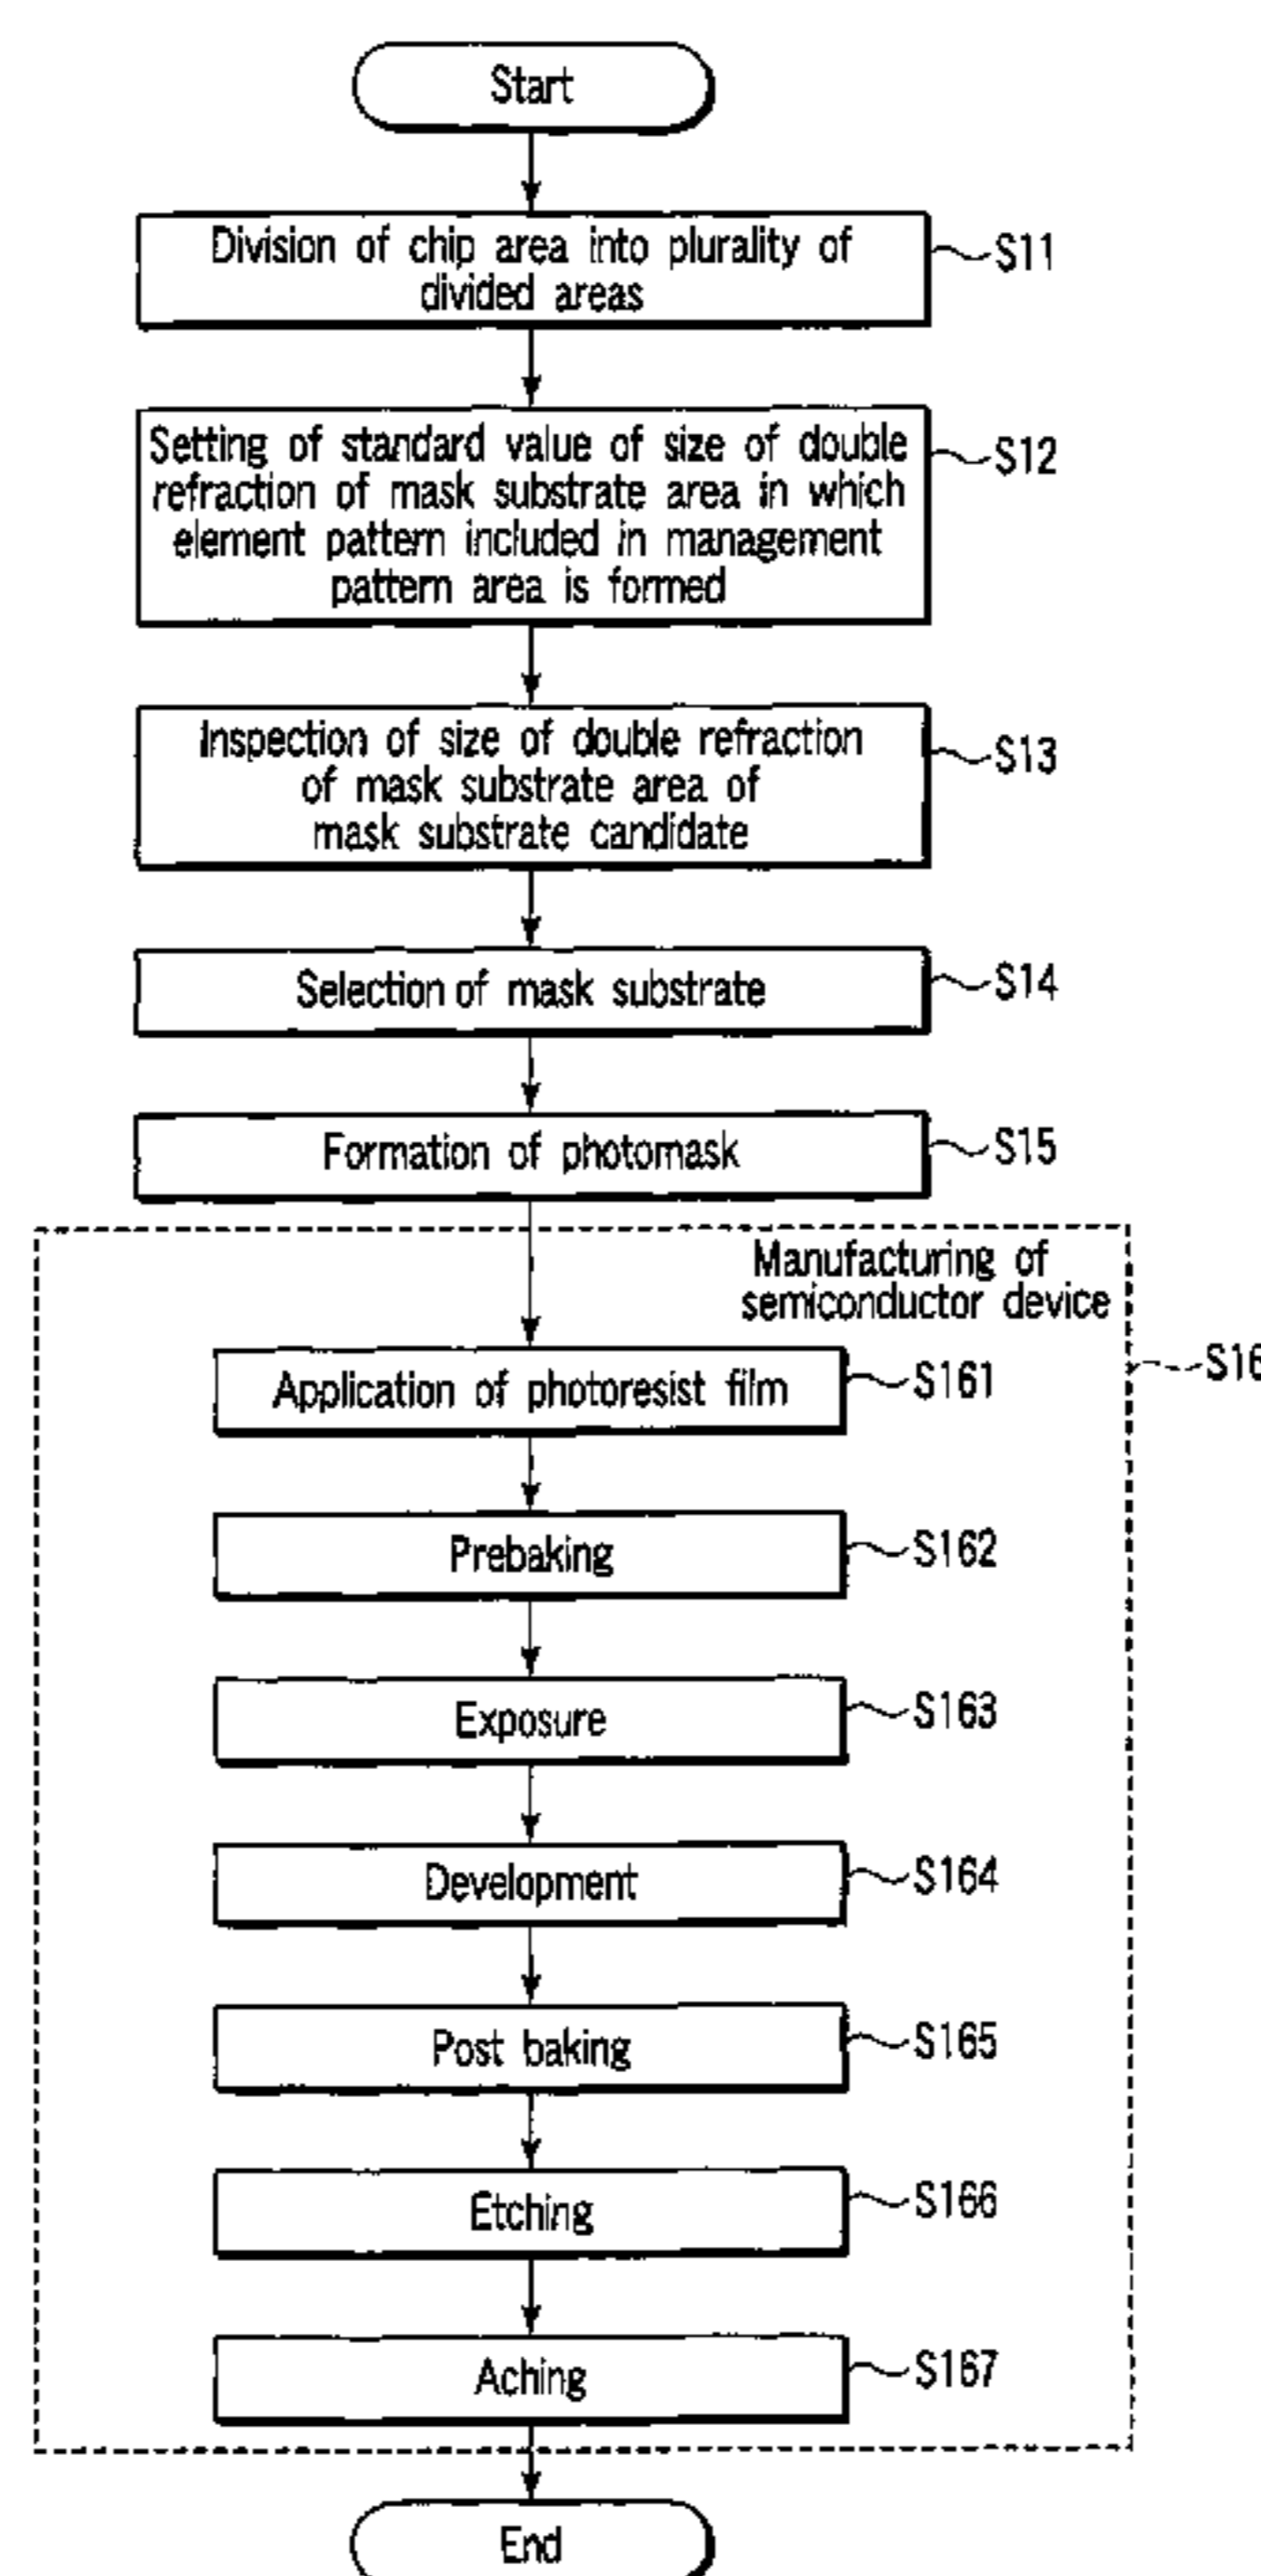 Start
Division of chip area into plurality of
divided areas
S11
Setting of standard value of size of double
refraction of mask substrate area in which
element pattern included in management
pattern area is formed
S12
Inspection of size of double refraction
of mask substrate area of
mask substrate candidate
S13
Selection of mask substrate
S14
Formation of photomask
S15
Manufacturing of
semiconductor device
S16
Application of photoresist film
S161
Prebaking
S162
Exposure
S163
Development
S164
Post baking
S165
Etching
S166
Aching
S167
End